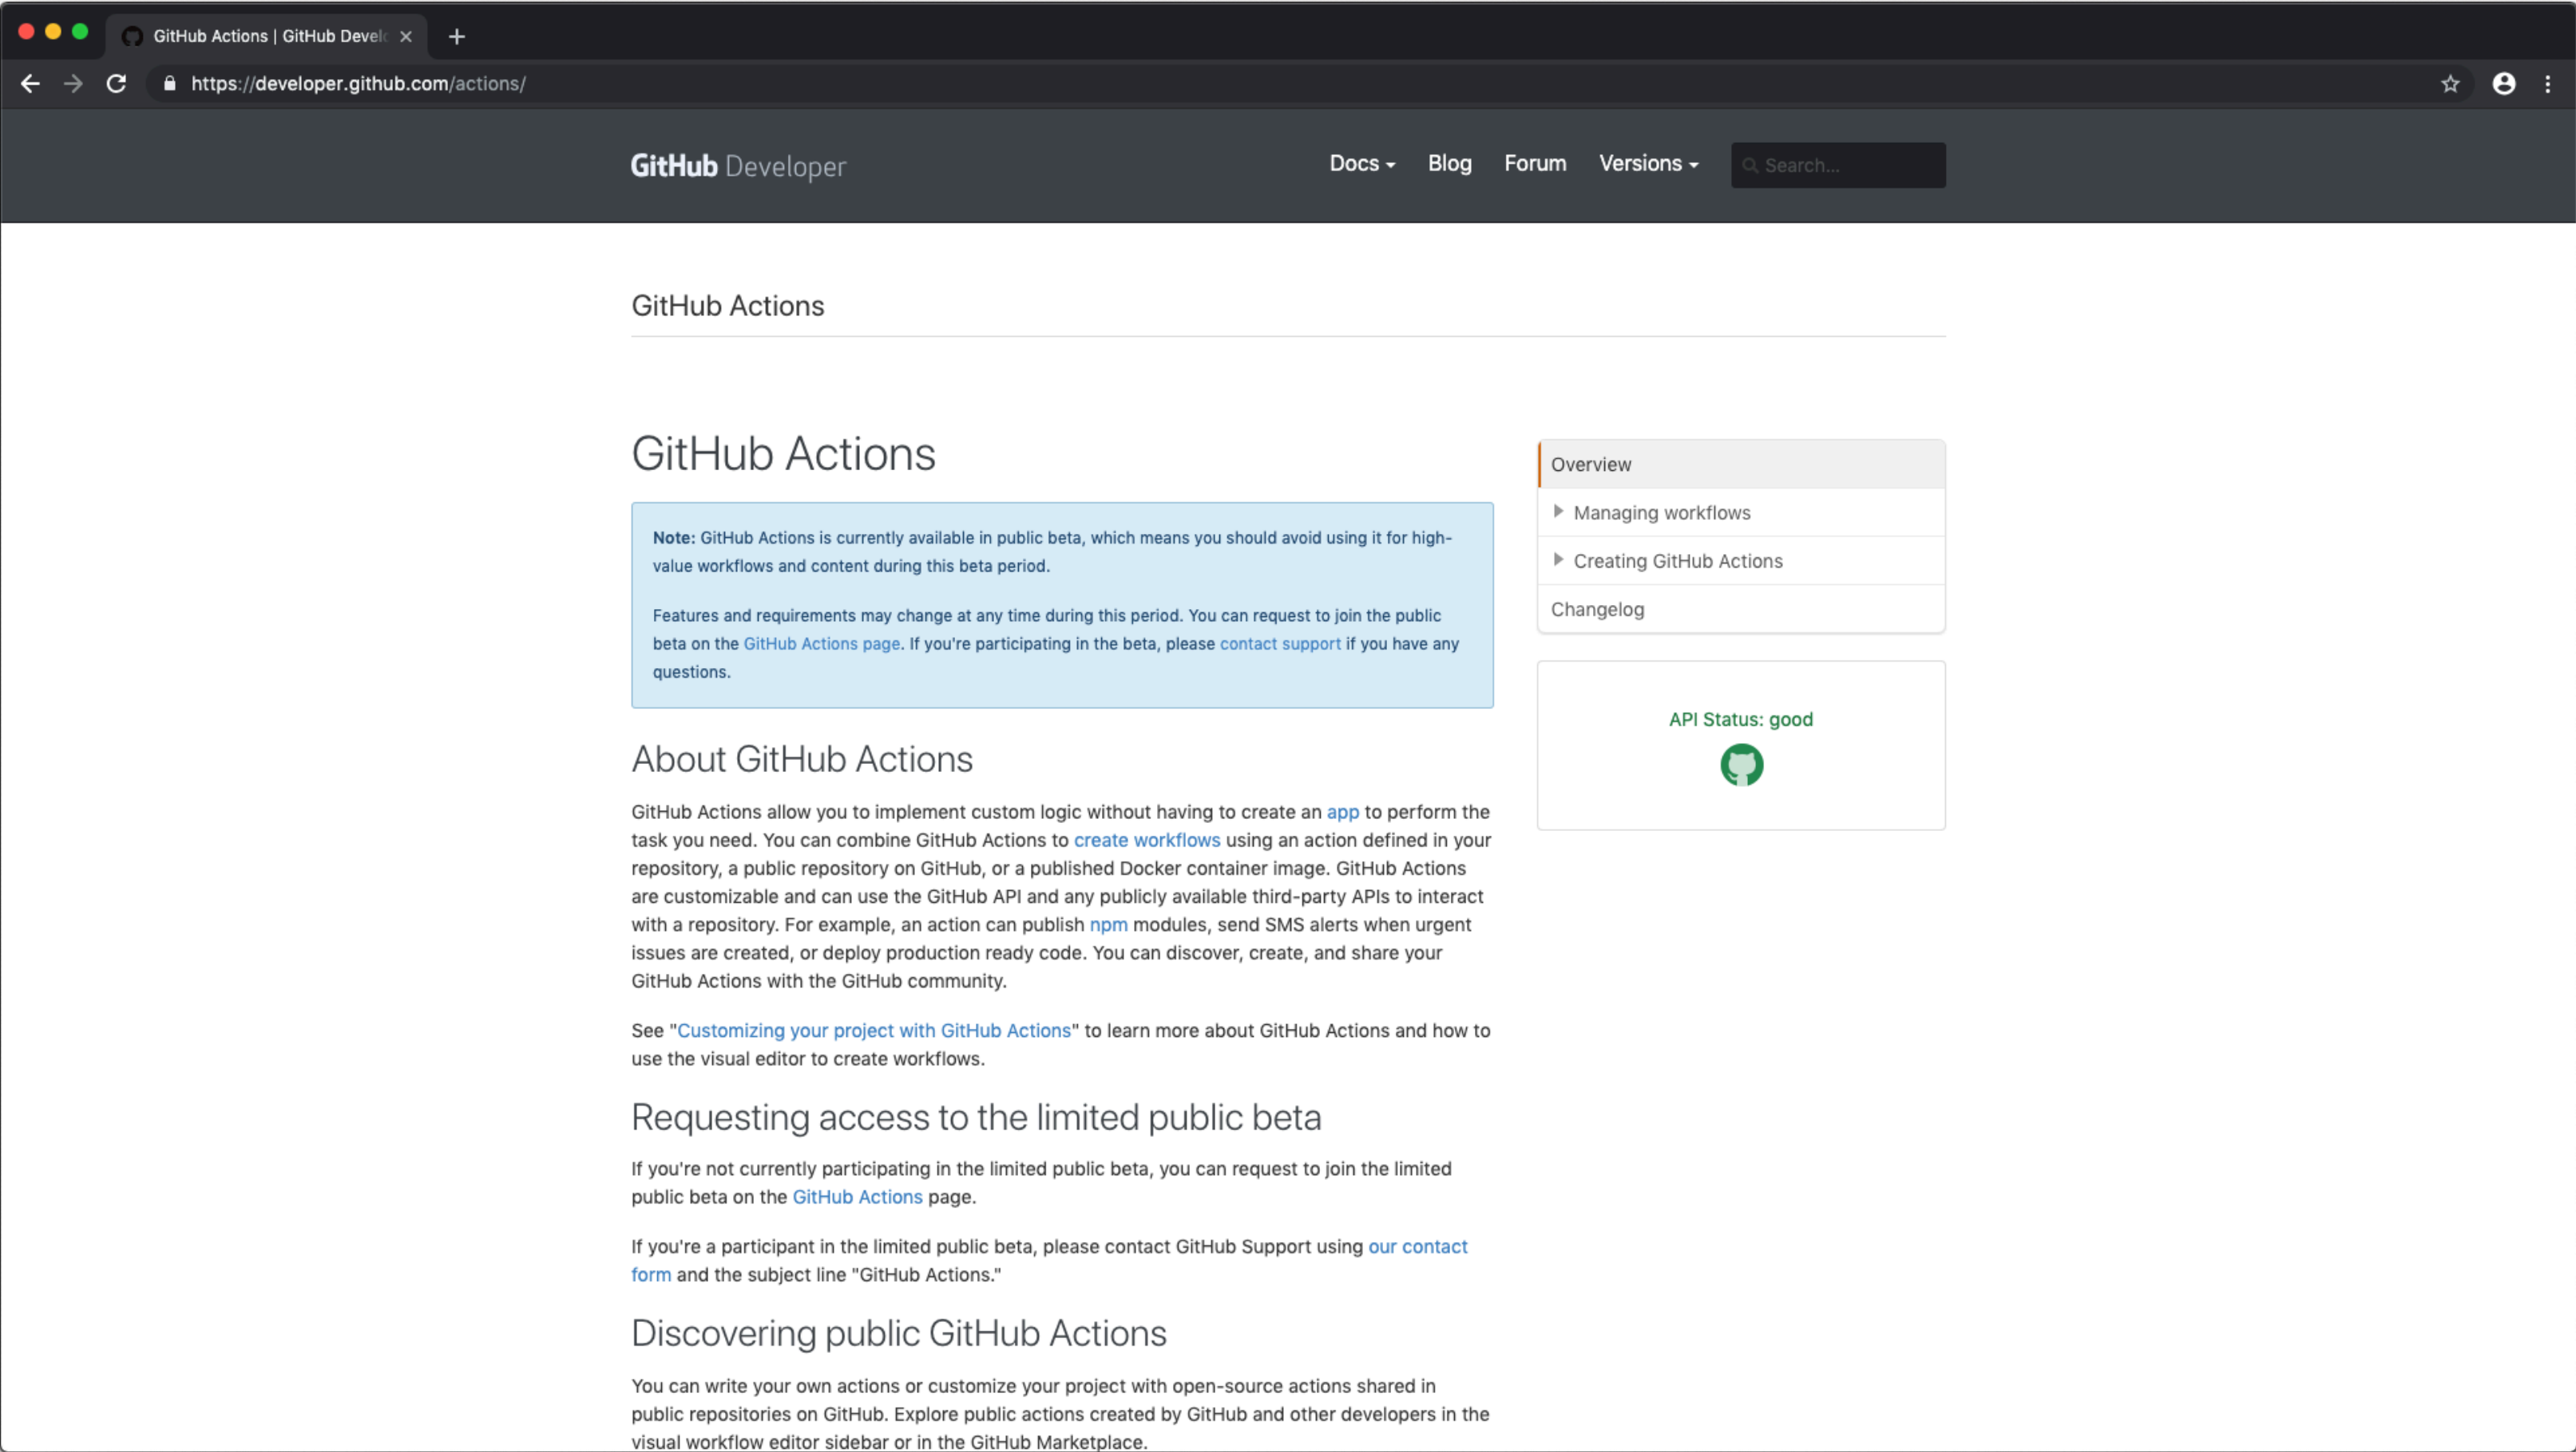 GitHub Actions | GitHub Develo
https://developer.github.com/actions/
GitHub Developer
Docs
Blog
Forum
Versions
Search...
GitHub Actions
GitHub Actions
Note: GitHub Actions is currently available in public beta, which means you should avoid using it for high-
value workflows and content during this beta period.
Features and requirements may change at any time during this period. You can request to join the public
beta on the GitHub Actions page. If you're participating in the beta, please contact support if you have any
questions.
About GitHub Actions
GitHub Actions allow you to implement custom logic without having to create an app to perform the
task you need. You can combine GitHub Actions to create workflows using an action defined in your
repository, a public repository on GitHub, or a published Docker container image. GitHub Actions
are customizable and can use the GitHub API and any publicly available third-party APIs to interact
with a repository. For example, an action can publish npm modules, send SMS alerts when urgent
issues are created, or deploy production ready code. You can discover, create, and share your
GitHub Actions with the GitHub community.
See "Customizing your project with GitHub Actions" to learn more about GitHub Actions and how to
use the visual editor to create workflows.
Requesting access to the limited public beta
If you're not currently participating in the limited public beta, you can request to join the limited
public beta on the GitHub Actions page.
If you're a participant in the limited public beta, please contact GitHub Support using our contact
form and the subject line "GitHub Actions."
Discovering public GitHub Actions
You can write your own actions or customize your project with open-source actions shared in
public repositories on GitHub. Explore public actions created by GitHub and other developers in the
visual workflow editor sidebar or in the GitHub Marketplace.
Overview
Managing workflows
Creating GitHub Actions
Changelog
API Status: good